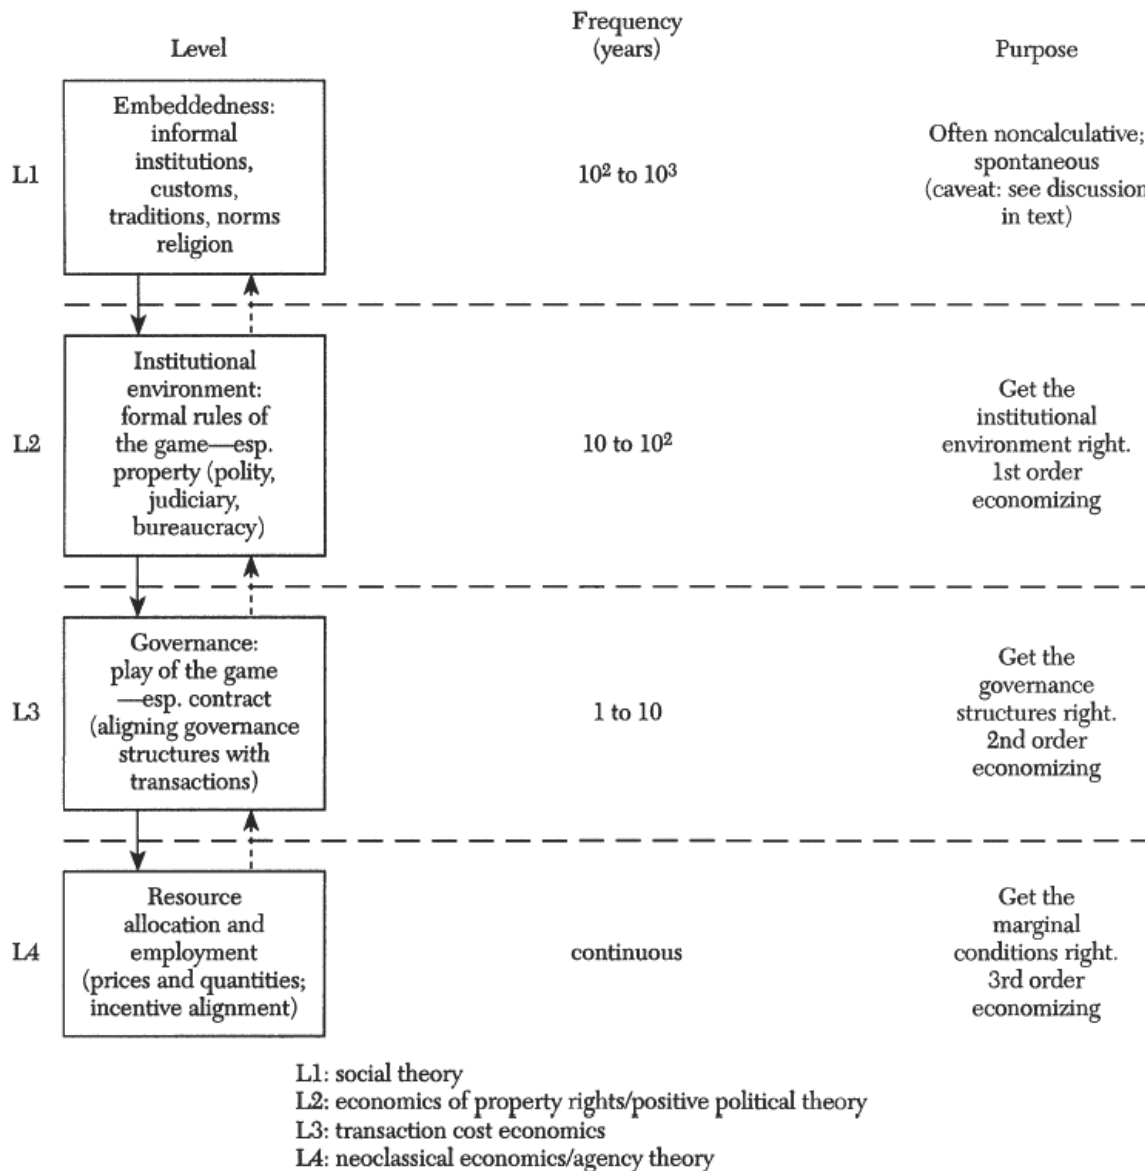 Level
Frequency
(years)
Purpose
L1
Embeddedness:
informal
institutions,
customs,
traditions, norms
religion
10² to 10³
Often noncalculative;
spontaneous
(caveat: see discussion
in text)
L2
Institutional
environment:
formal rules of
the game—esp.
property (polity,
judiciary,
bureaucracy)
10 to 10²
Get the
institutional
environment right.
1st order
economizing
L3
Governance:
play of the game
—esp. contract
(aligning governance
structures with
transactions)
1 to 10
Get the
governance
structures right.
2nd order
economizing
L4
Resource
allocation and
employment
(prices and quantities;
incentive alignment)
continuous
Get the
marginal
conditions right.
3rd order
economizing
L1: social theory
L2: economics of property rights/positive political theory
L3: transaction cost economics
L4: neoclassical economics/agency theory